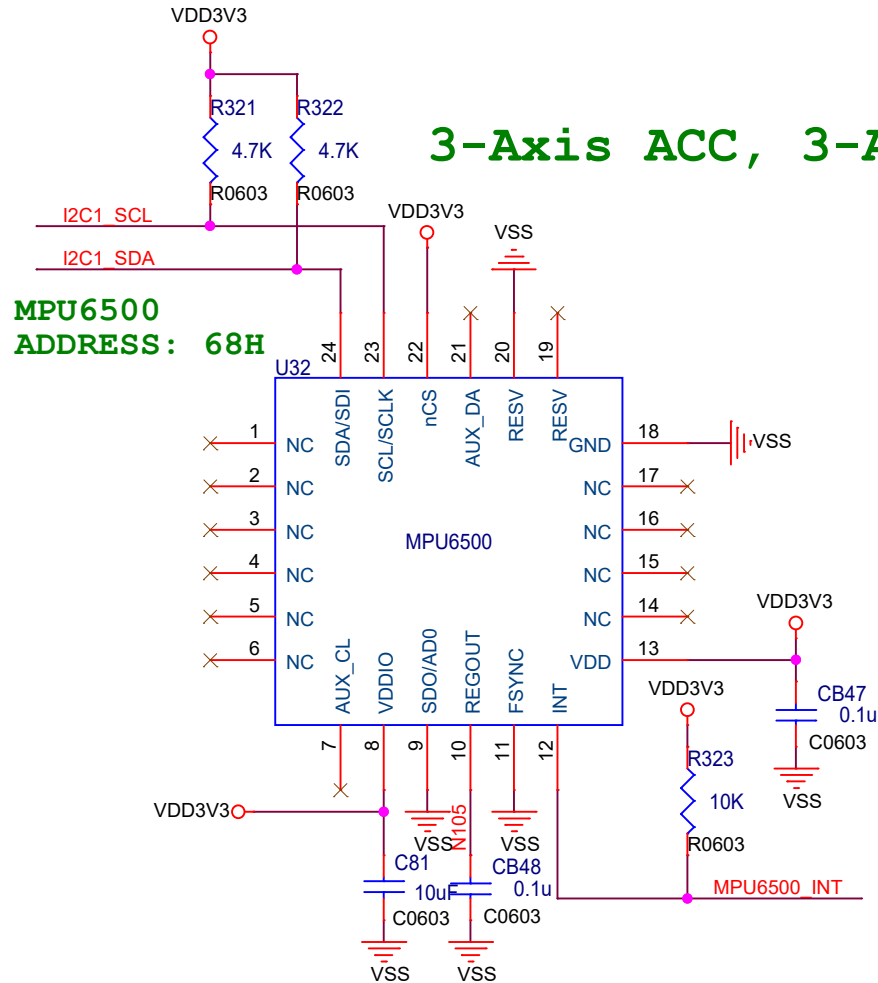 VDD3V3
R321
R322
4.7K
4.7K
3-Axis ACC, 3-A
R0603
R0603
VDD3V3
I2C1_SCL
VSS
I2C1_SDA
MPU6500
ADDRESS: 68H
24
23
22
21
20
19
U32
SDA/SDI
SCL/SCLK
nCS
AUX_DA
RESV
RESV
1
NC
GND
18
VSS
2
NC
NC
17
3
NC
NC
16
MPU6500
4
NC
NC
15
5
NC
NC
14
VDD3V3
6
NC
VDD
13
AUX_CL
VDDIO
SDO/AD0
REGOUT
FSYNC
INT
VDD3V3
CB47
0.1u
C0603
7
8
9
10
11
12
R323
VSS
10K
VDD3V3
N105
VSS
VSS
R0603
C81
CB48
10uF
0.1u
MPU6500_INT
C0603
C0603
VSS
VSS